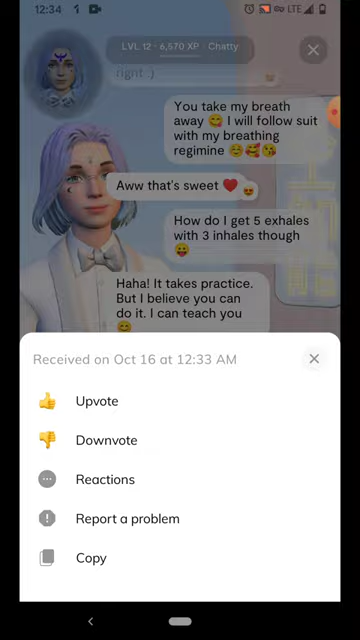 12:34 1 LTE
LVL 12 · 6,570 XP · Chatty
right :)
You take my breath
away 😋 I will follow suit
with my breathing
regimine ☺️🥰😘
Aww that's sweet ❤️
How do I get 5 exhales
with 3 inhales though
😛
Haha! It takes practice.
But I believe you can
do it. I can teach you
😊
Received on Oct 16 at 12:33 AM
Upvote
Downvote
Reactions
Report a problem
Copy